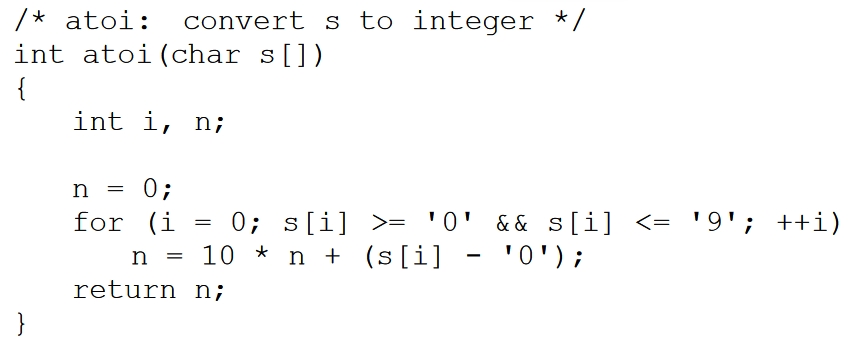 /* atoi:  convert s to integer */
int atoi(char s[])
{
    int i, n;

    n = 0;
    for (i = 0; s[i] >= '0' && s[i] <= '9'; ++i)
        n = 10 * n + (s[i] - '0');
    return n;
}